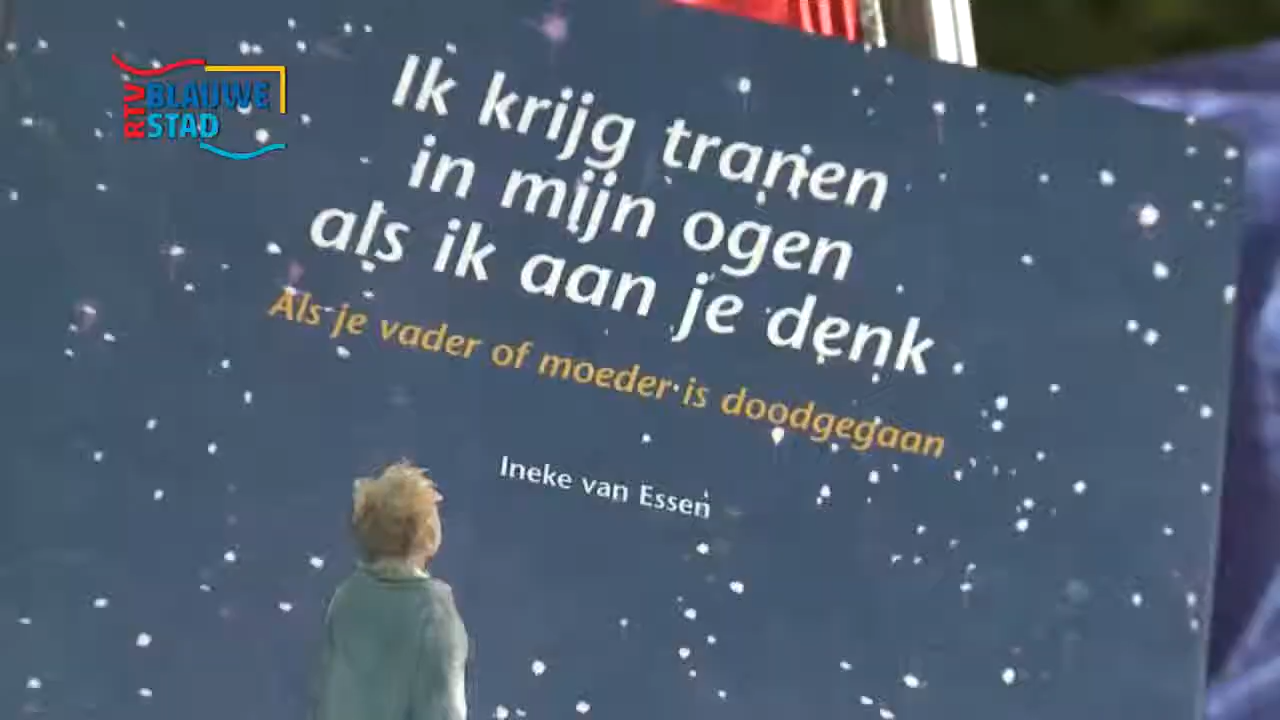 RTV BLAUWE
STAD
Ik krijg tranen
in mijn ogen
als ik aan je denk
Als je vader of moeder is doodgegaan
Ineke van Essen